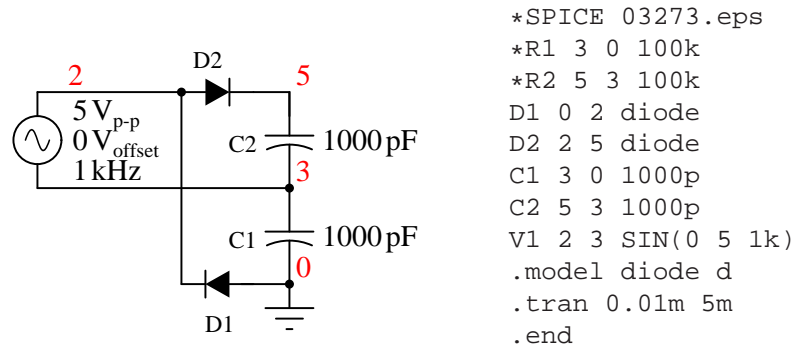 D2
2
5
5 Vp-p
0 Voffset
1 kHz
C2
1000 pF
3
C1
1000 pF
0
D1
*SPICE 03273.eps
*R1 3 0 100k
*R2 5 3 100k
D1 0 2 diode
D2 2 5 diode
C1 3 0 1000p
C2 5 3 1000p
V1 2 3 SIN(0 5 1k)
.model diode d
.tran 0.01m 5m
.end